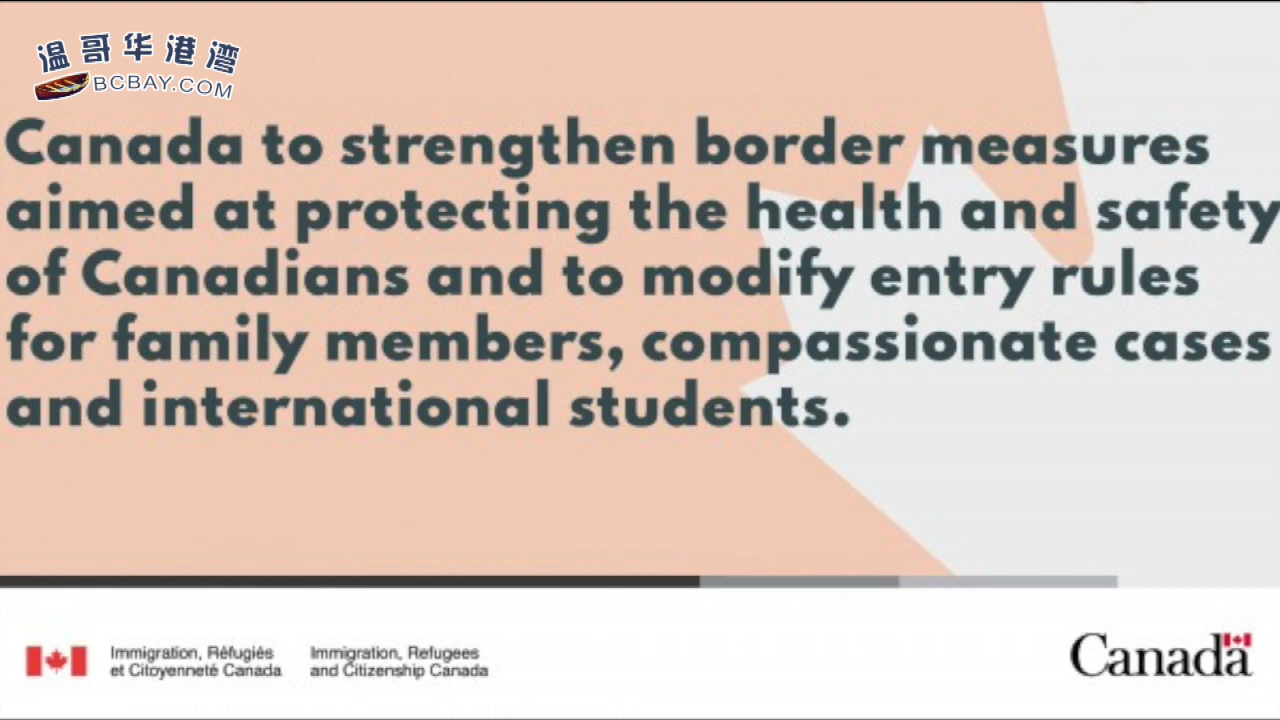 温哥华港湾
BCBAY.COM
Canada to strengthen border measures
aimed at protecting the health and safety
of Canadians and to modify entry rules
for family members, compassionate cases
and international students.
Immigration, Réfugiés
et Citoyenneté Canada
Immigration, Refugees
and Citizenship Canada
Canada